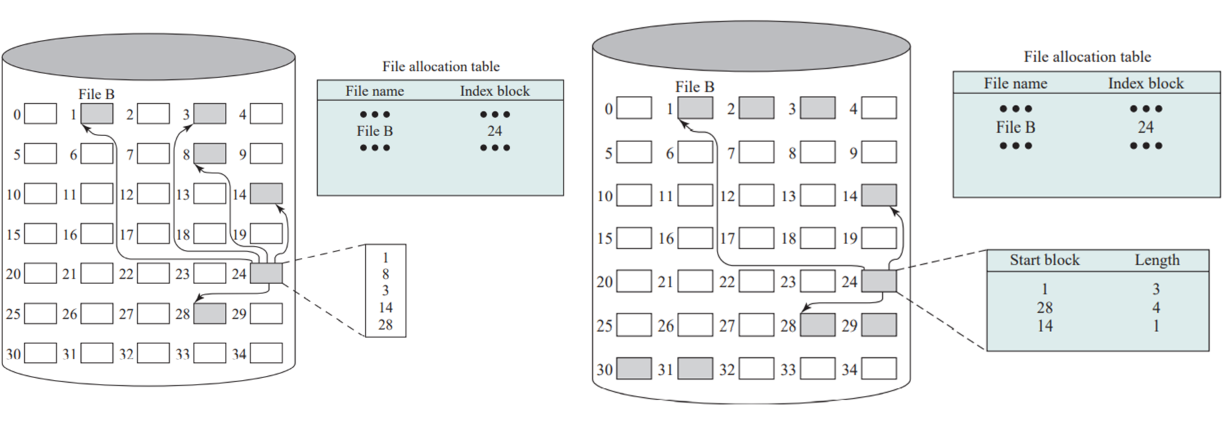 File allocation table
File name Index block
••• •••
File B 24
••• •••
File B
0 1 2 3 4
5 6 7 8 9
10 11 12 13 14
15 16 17 18 19
20 21 22 23 24
25 26 27 28 29
30 31 32 33 34
1
8
3
14
28
File allocation table
File name Index block
••• •••
File B 24
••• •••
File B
0 1 2 3 4
5 6 7 8 9
10 11 12 13 14
15 16 17 18 19
20 21 22 23 24
25 26 27 28 29
30 31 32 33 34
Start block Length
1 3
28 4
14 1